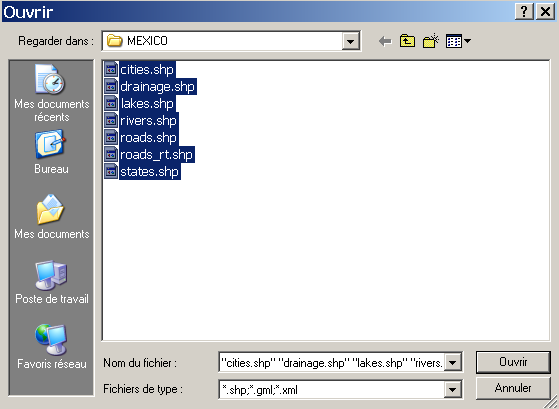 Ouvrir
Regarder dans :
MEXICO
Mes documents
récents
Bureau
Mes documents
Poste de travail
Favoris réseau
cities.shp
drainage.shp
lakes.shp
rivers.shp
roads.shp
roads_rt.shp
states.shp
Nom du fichier :
"cities.shp" "drainage.shp" "lakes.shp" "rivers.
Ouvrir
Fichiers de type :
*.shp;*.gml;*.xml
Annuler